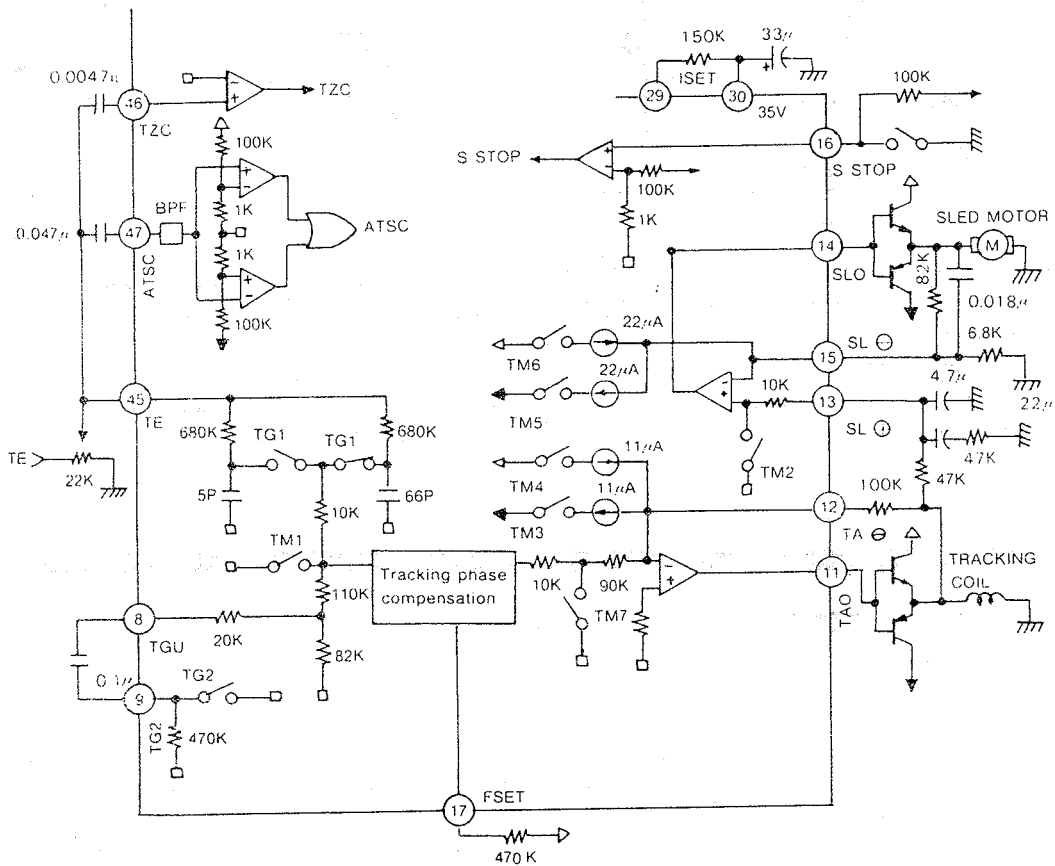 0.0047μ
46
TZC
TZC
100K
1K
1K
100K
BPF
.047μ
47
ATSC
ATSC
45
TE
TE
22K
680K
TG1
TG1
680K
5P
66P
10K
TM1
110K
Tracking phase
compensation
8
TGU
20K
82K
0.1μ
9
TG2
TG2
470K
17
FSET
470 K
150K
33μ
ISET
29
30
35V
100K
16
S STOP
S STOP
100K
1K
14
SLO
SLED MOTOR
M
82K
0.018μ
6.8K
TM6
22μA
TM5
22μA
15
SL ⊖
10K
13
SL ⊕
4.7μ
22μ
47K
47K
TM2
TM4
11μA
TM3
11μA
12
TA ⊖
100K
10K
90K
TM7
11
TAO
TRACKING
COIL